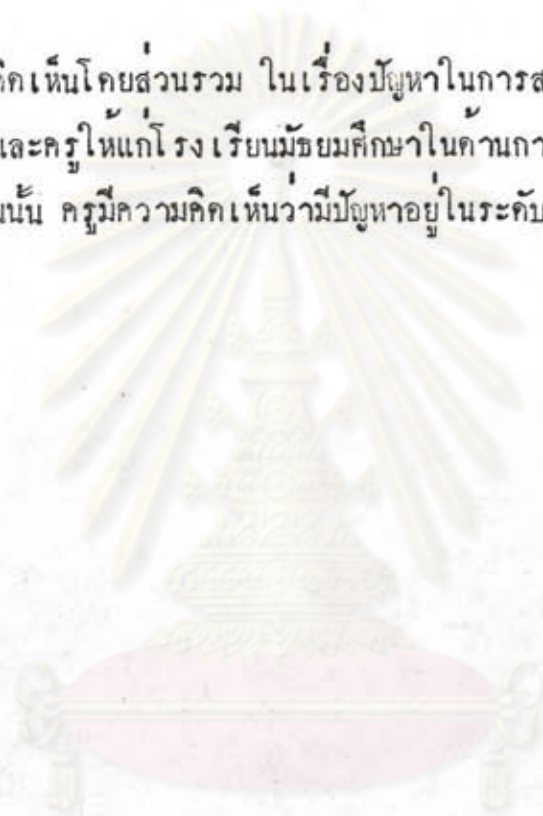 คิดเห็นโดยส่วนรวม ในเรื่องปัญหาในการส
และครูให้แก่โรงเรียนมัธยมศึกษาในด้านกา
นนั้น ครูมีความคิดเห็นว่ามีปัญหาอยู่ในระดับ